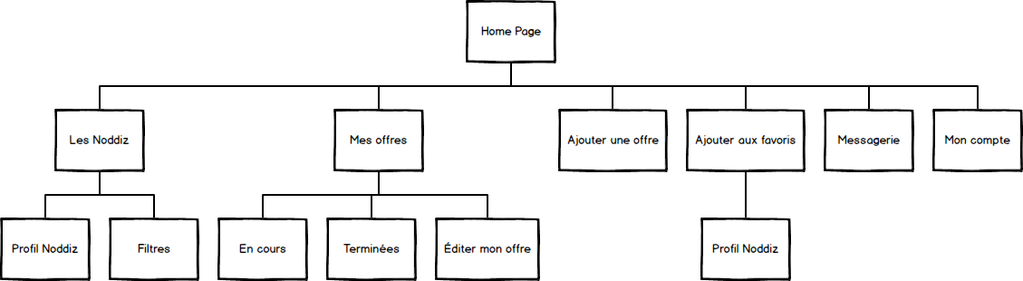 Home Page
Les Noddiz
Mes offres
Ajouter une offre
Ajouter aux favoris
Messagerie
Mon compte
Profil Noddiz
Filtres
En cours
Terminées
Éditer mon offre
Profil Noddiz